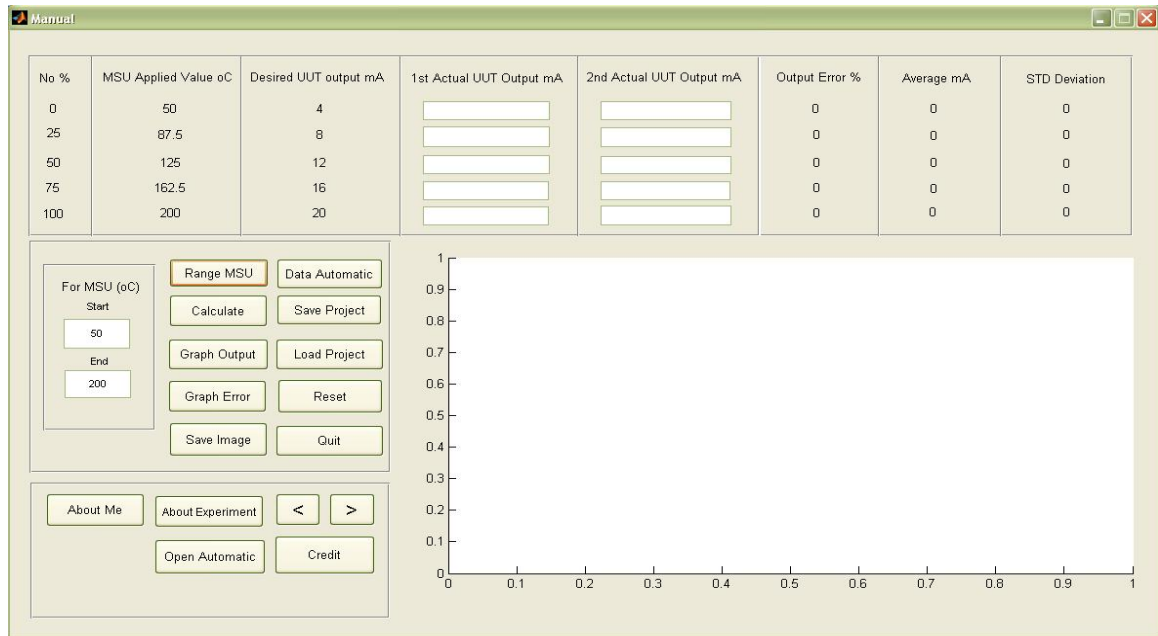 Manual
No % MSU Applied Value oC Desired UUT output mA 1st Actual UUT Output mA 2nd Actual UUT Output mA Output Error % Average mA STD Deviation
0 50 4 0 0 0
25 87.5 8 0 0 0
50 125 12 0 0 0
75 162.5 16 0 0 0
100 200 20 0 0 0
For MSU (oC)
Start
50
End
200
Range MSU Data Automatic
Calculate Save Project
Graph Output Load Project
Graph Error Reset
Save Image Quit
About Me About Experiment < >
Open Automatic Credit
1
0.9
0.8
0.7
0.6
0.5
0.4
0.3
0.2
0.1
0
0 0.1 0.2 0.3 0.4 0.5 0.6 0.7 0.8 0.9 1